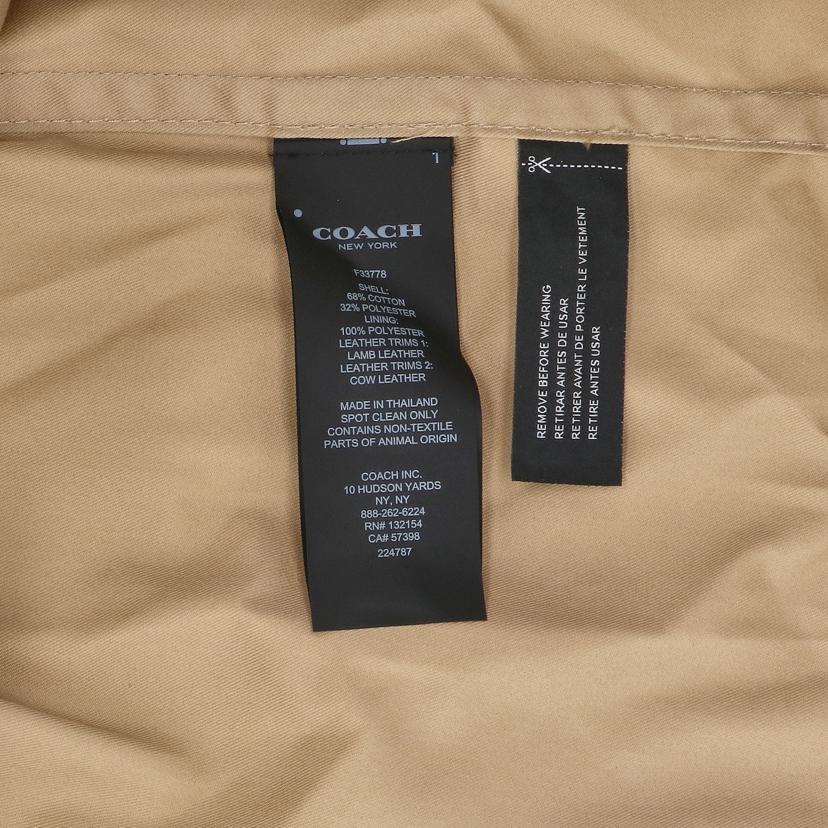 COACH
NEW YORK
F33778
SHELL:
68% COTTON
32% POLYESTER
LINING:
100% POLYESTER
LEATHER TRIMS 1:
LAMB LEATHER
LEATHER TRIMS 2:
COW LEATHER
MADE IN THAILAND
SPOT CLEAN ONLY
CONTAINS NON-TEXTILE
PARTS OF ANIMAL ORIGIN
COACH INC.
10 HUDSON YARDS
NY, NY
888-262-6224
RN# 132154
CA# 57398
224787
REMOVE BEFORE WEARING
RETIRAR ANTES DE USAR
RETIRER AVANT DE PORTER LE VETEMENT
RETIRE ANTES USAR